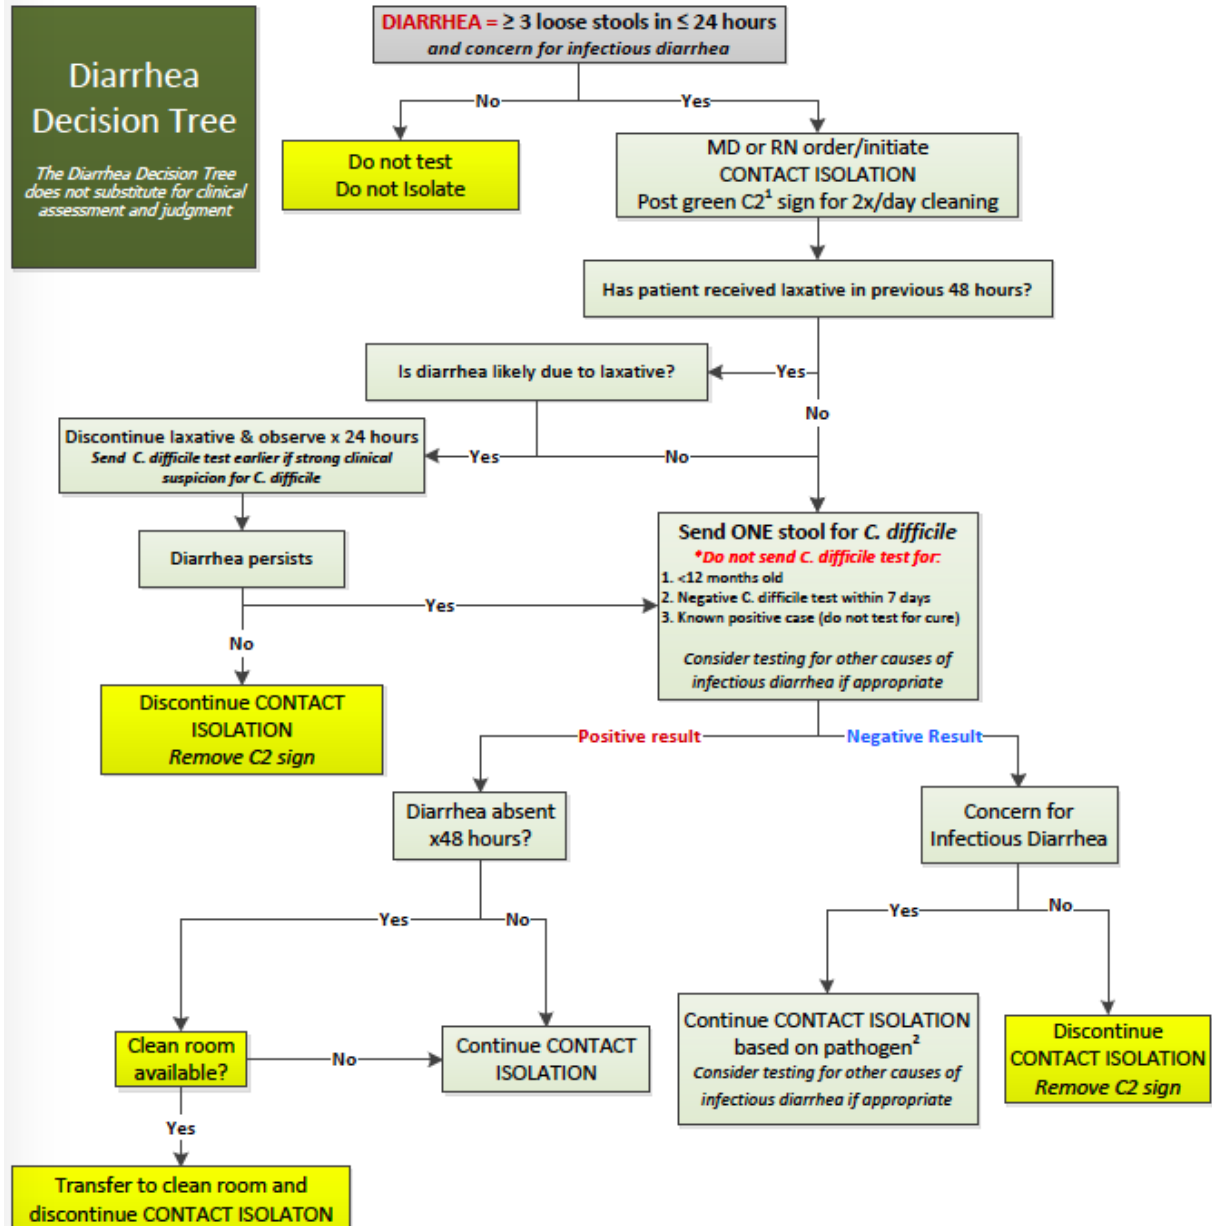 Diarrhea
Decision Tree
The Diarrhea Decision Tree
does not substitute for clinical
assessment and judgment
DIARRHEA = ≥ 3 loose stools in ≤ 24 hours
and concern for infectious diarrhea
No
Yes
Do not test
Do not Isolate
MD or RN order/initiate
CONTACT ISOLATION
Post green C2¹ sign for 2x/day cleaning
Has patient received laxative in previous 48 hours?
Yes
No
Is diarrhea likely due to laxative?
Yes
No
Discontinue laxative & observe x 24 hours
Send C. difficile test earlier if strong clinical
suspicion for C. difficile
Diarrhea persists
Yes
No
Discontinue CONTACT
ISOLATION
Remove C2 sign
Send ONE stool for C. difficile
*Do not send C. difficile test for:
1. <12 months old
2. Negative C. difficile test within 7 days
3. Known positive case (do not test for cure)
Consider testing for other causes of
infectious diarrhea if appropriate
Positive result
Negative Result
Diarrhea absent
x48 hours?
Concern for
Infectious Diarrhea
Yes
No
Yes
No
Clean room
available?
No
Continue CONTACT
ISOLATION
Continue CONTACT ISOLATION
based on pathogen²
Consider testing for other causes of
infectious diarrhea if appropriate
Discontinue
CONTACT ISOLATION
Remove C2 sign
Yes
Transfer to clean room and
discontinue CONTACT ISOLATON